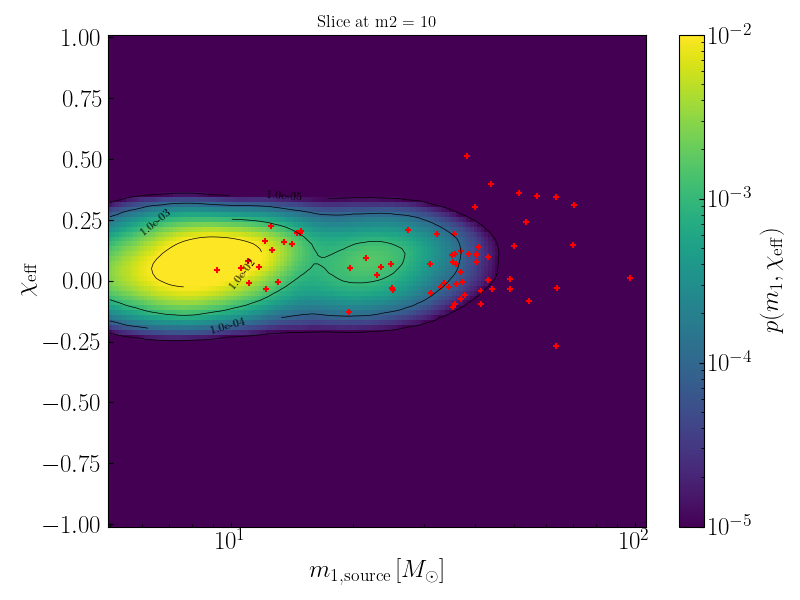 Slice at m2 = 10
1.00
0.75
0.50
0.25
0.00
−0.25
−0.50
−0.75
−1.00
χeff
1.0e-05
1.0e-03
1.0e-02
1.0e-04
10¹
10²
m₁,source [M⊙]
10⁻²
10⁻³
10⁻⁴
10⁻⁵
p(m₁, χeff)